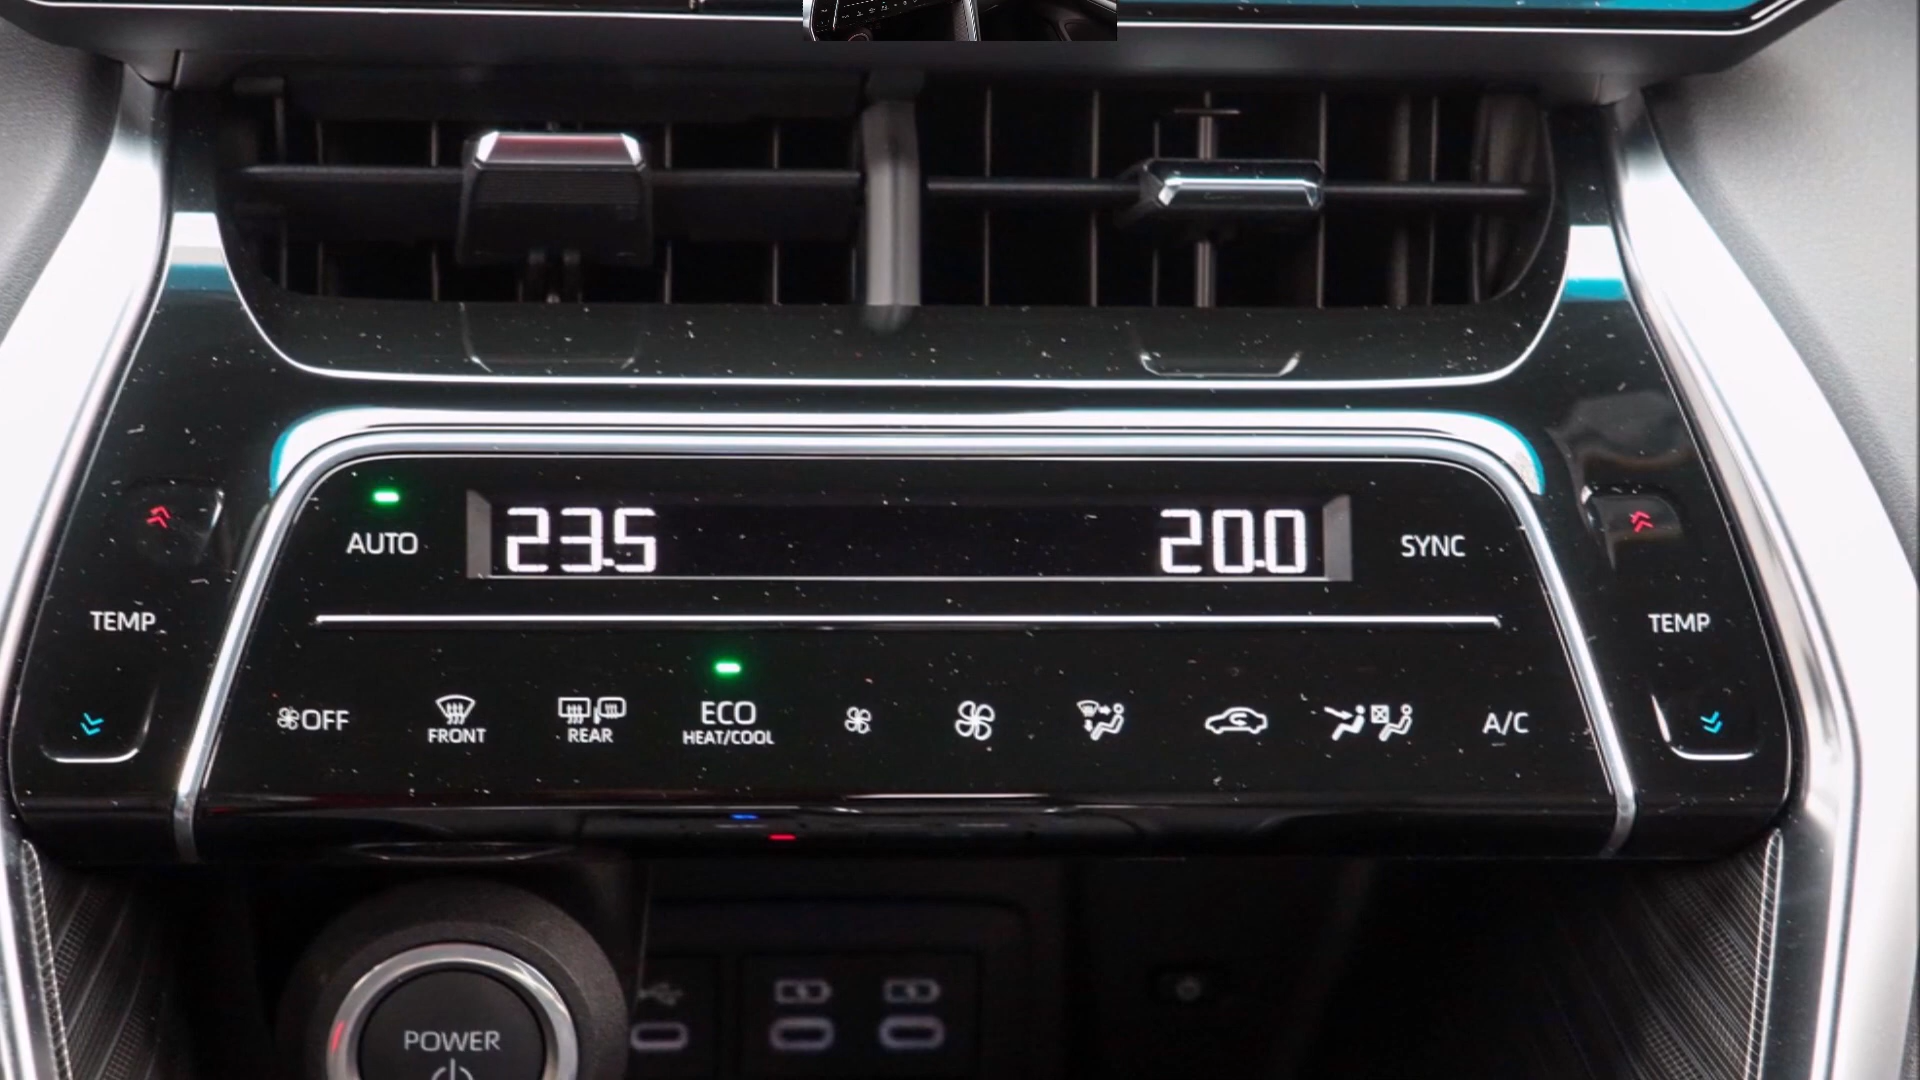 AUTO
23.5
20.0
SYNC
TEMP
TEMP
OFF
FRONT
REAR
ECO
HEAT/COOL
A/C
POWER